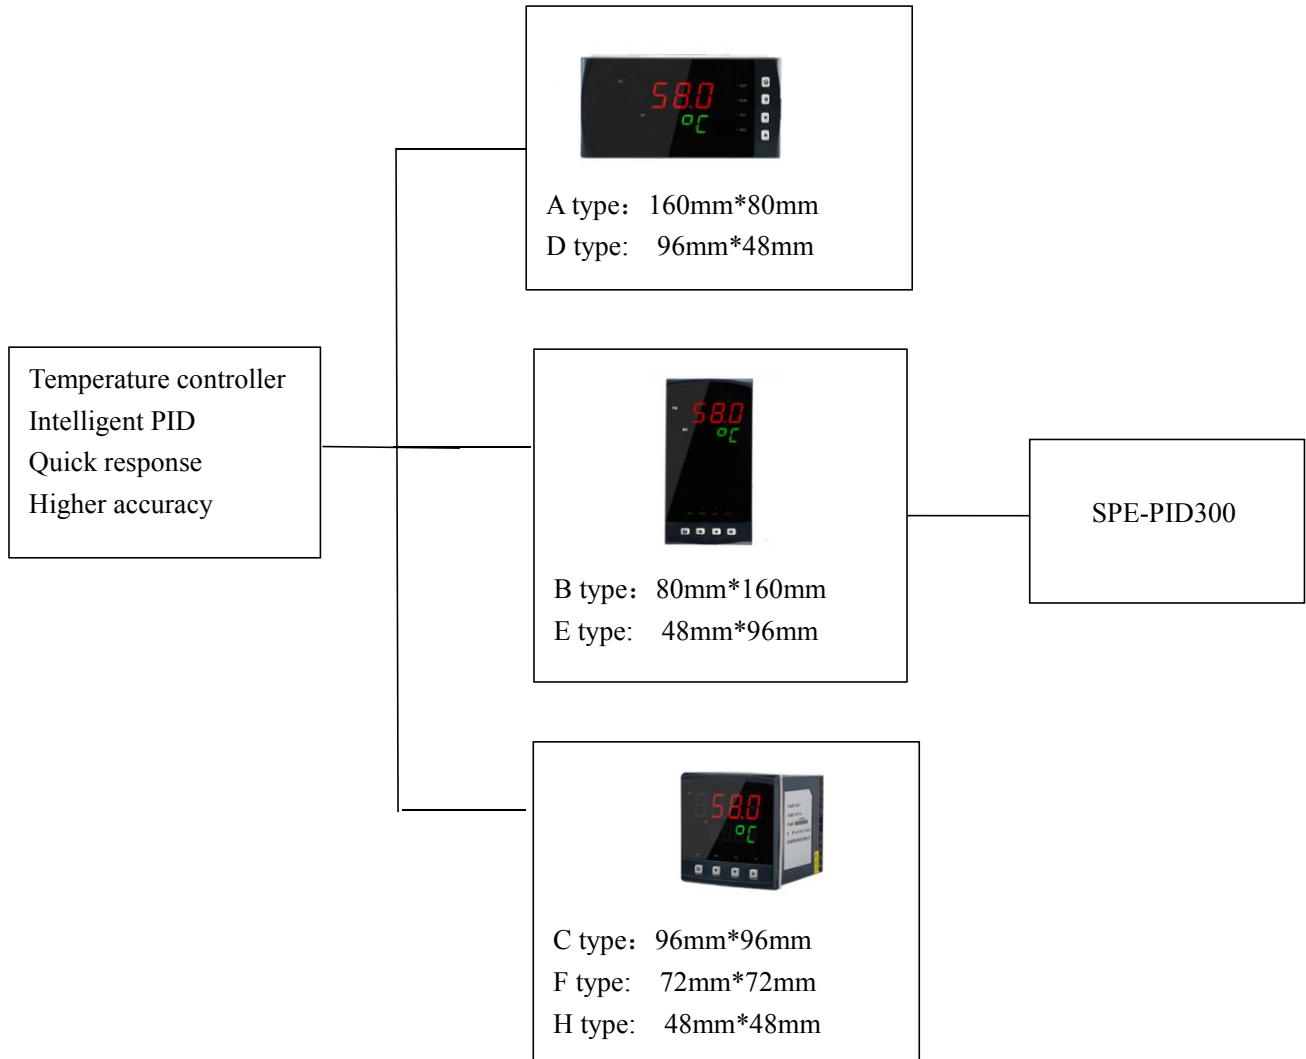 58.0
°C
A type：160mm*80mm
D type: 96mm*48mm
Temperature controller
Intelligent PID
Quick response
Higher accuracy
58.0
°C
B type：80mm*160mm
E type: 48mm*96mm
SPE-PID300
58.0
°C
C type：96mm*96mm
F type: 72mm*72mm
H type: 48mm*48mm